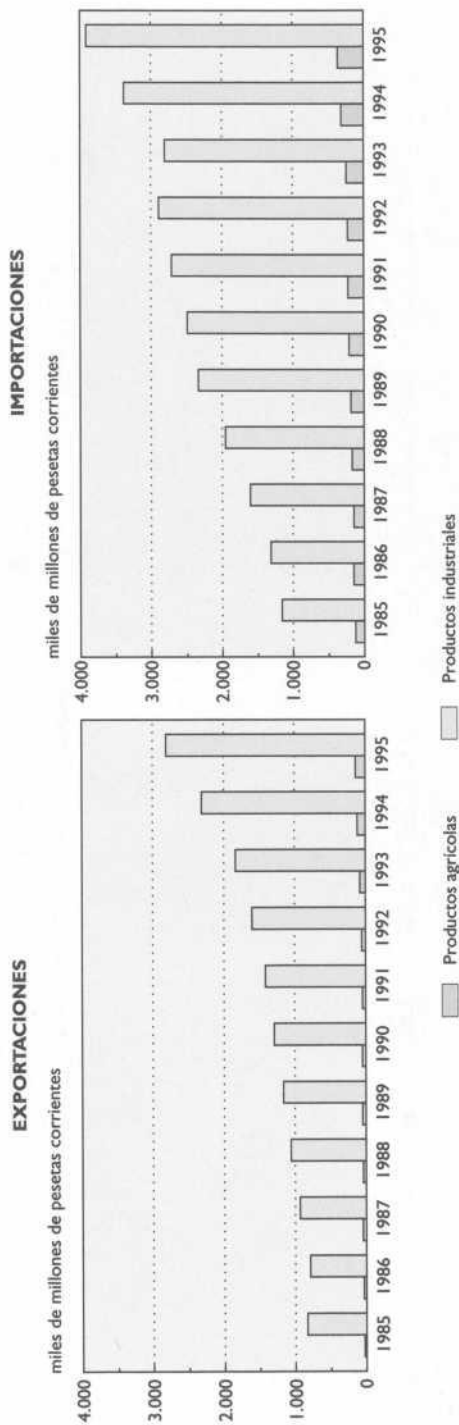 EXPORTACIONES
miles de millones de pesetas corrientes
4.000
3.000
2.000
1.000
0
1985 1986 1987 1988 1989 1990 1991 1992 1993 1994 1995
IMPORTACIONES
miles de millones de pesetas corrientes
4.000
3.000
2.000
1.000
0
1985 1986 1987 1988 1989 1990 1991 1992 1993 1994 1995
Productos agrícolas
Productos industriales